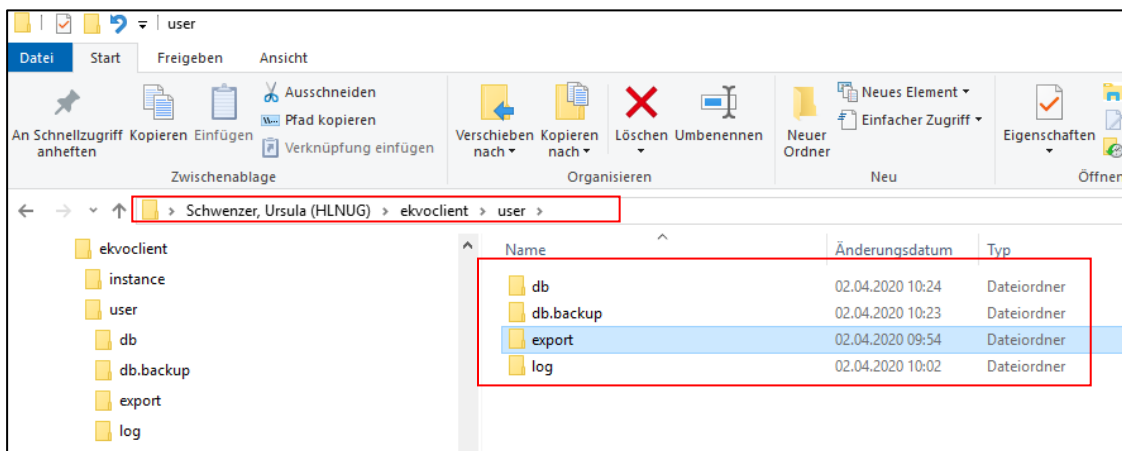 user
Datei Start Freigeben Ansicht
An Schnellzugriff anheften
Kopieren
Einfügen
Ausschneiden
Pfad kopieren
Verknüpfung einfügen
Zwischenablage
Verschieben nach
Kopieren nach
Löschen
Umbenennen
Organisieren
Neuer Ordner
Neues Element
Einfacher Zugriff
Neu
Eigenschaften
Öffner
Schwenzer, Ursula (HLNUG) > ekvoclient > user >
ekvoclient
instance
user
db
db.backup
export
log
Name Änderungsdatum Typ
db 02.04.2020 10:24 Dateiordner
db.backup 02.04.2020 10:23 Dateiordner
export 02.04.2020 09:54 Dateiordner
log 02.04.2020 10:02 Dateiordner